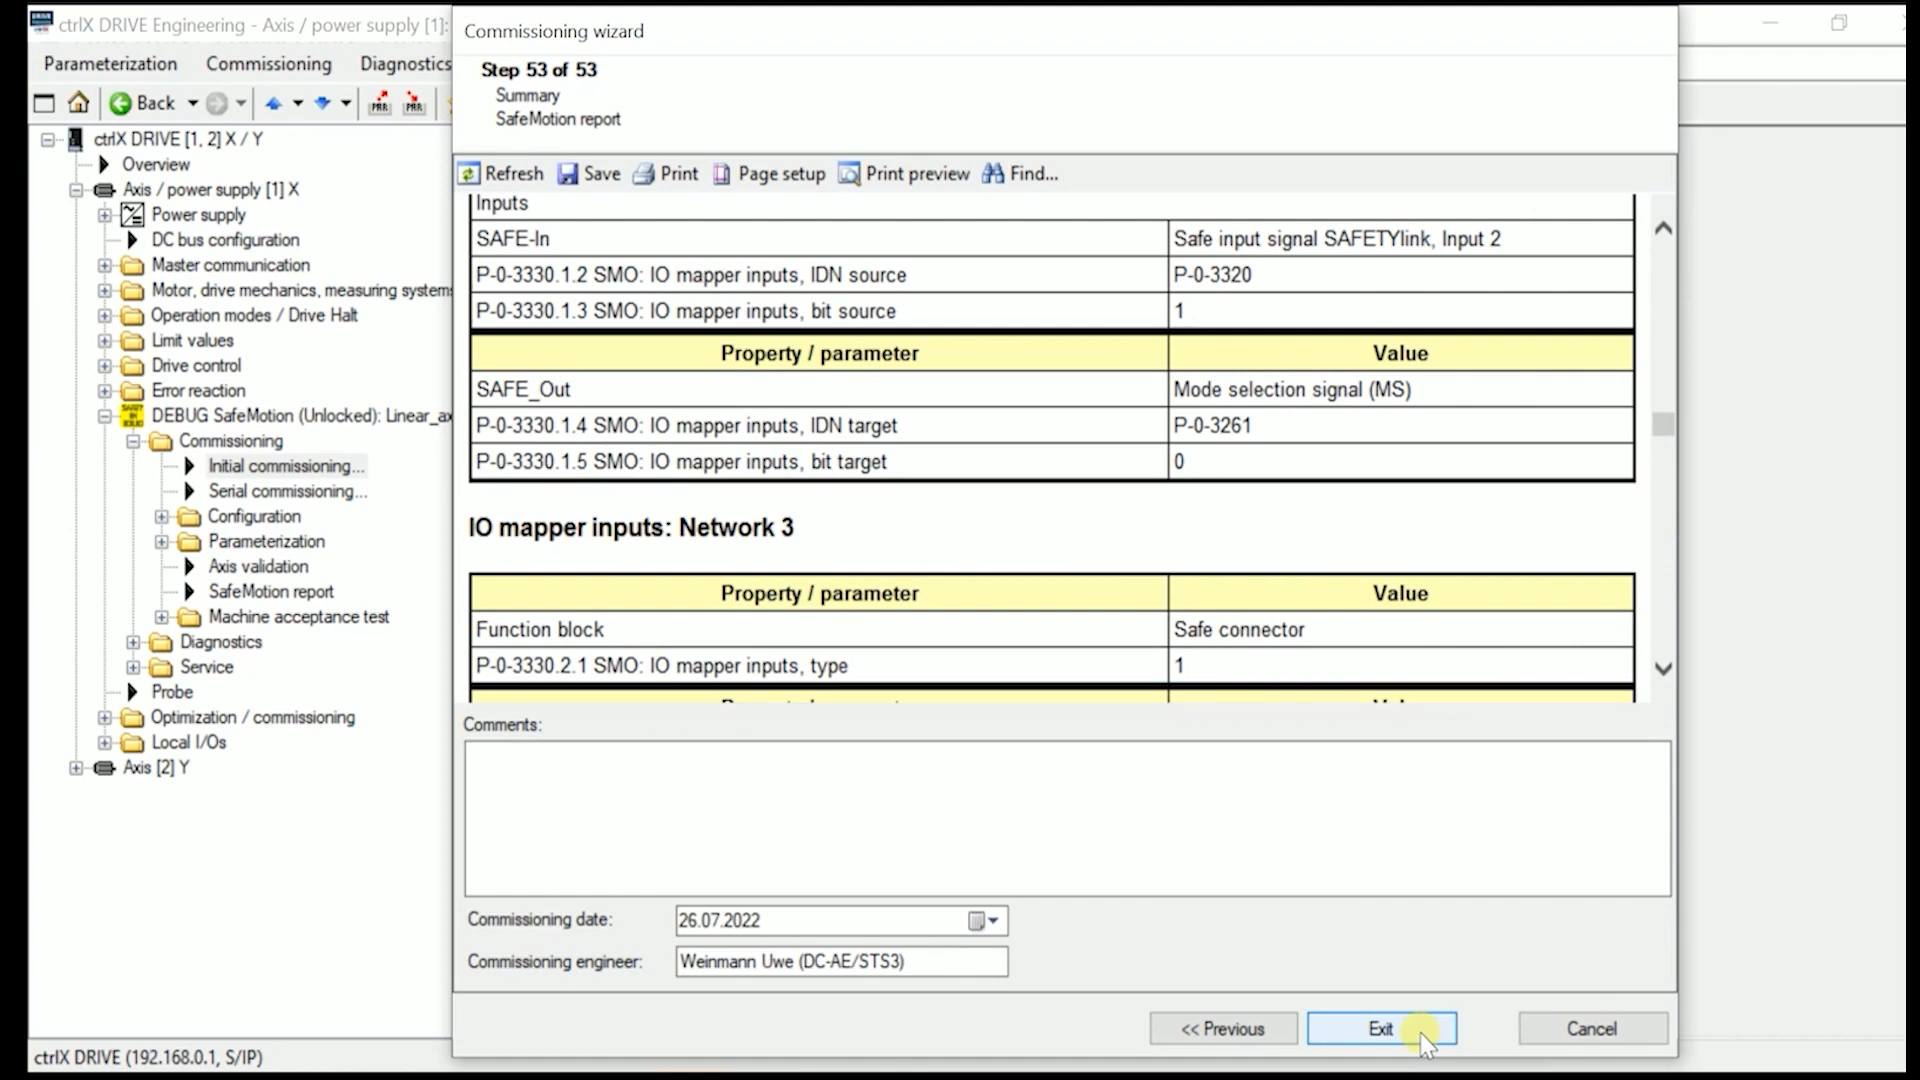 ctrlX DRIVE Engineering - Axis / power supply [1]:
Parameterization Commissioning Diagnostics
Back
PAR PAR
ctrlX DRIVE [1, 2] X / Y
Overview
Axis / power supply [1] X
Power supply
DC bus configuration
Master communication
Motor, drive mechanics, measuring systems
Operation modes / Drive Halt
Limit values
Drive control
Error reaction
DEBUG SafeMotion (Unlocked): Linear_ax
Commissioning
Initial commissioning...
Serial commissioning...
Configuration
Parameterization
Axis validation
SafeMotion report
Machine acceptance test
Diagnostics
Service
Probe
Optimization / commissioning
Local I/Os
Axis [2] Y
ctrlX DRIVE (192.168.0.1, S/IP)
Commissioning wizard
Step 53 of 53
Summary
SafeMotion report
Refresh Save Print Page setup Print preview Find...
Inputs
SAFE-In Safe input signal SAFETYlink, Input 2
P-0-3330.1.2 SMO: IO mapper inputs, IDN source P-0-3320
P-0-3330.1.3 SMO: IO mapper inputs, bit source 1
Property / parameter Value
SAFE_Out Mode selection signal (MS)
P-0-3330.1.4 SMO: IO mapper inputs, IDN target P-0-3261
P-0-3330.1.5 SMO: IO mapper inputs, bit target 0
IO mapper inputs: Network 3
Property / parameter Value
Function block Safe connector
P-0-3330.2.1 SMO: IO mapper inputs, type 1
Comments:
Commissioning date: 26.07.2022
Commissioning engineer: Weinmann Uwe (DC-AE/STS3)
<< Previous Exit Cancel